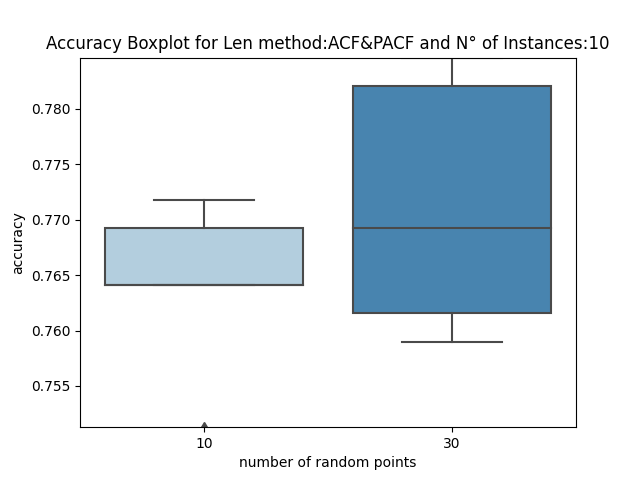 Accuracy Boxplot for Len method:ACF&PACF and N° of Instances:10
0.780
0.775
0.770
0.765
0.760
0.755
accuracy
10 30
number of random points